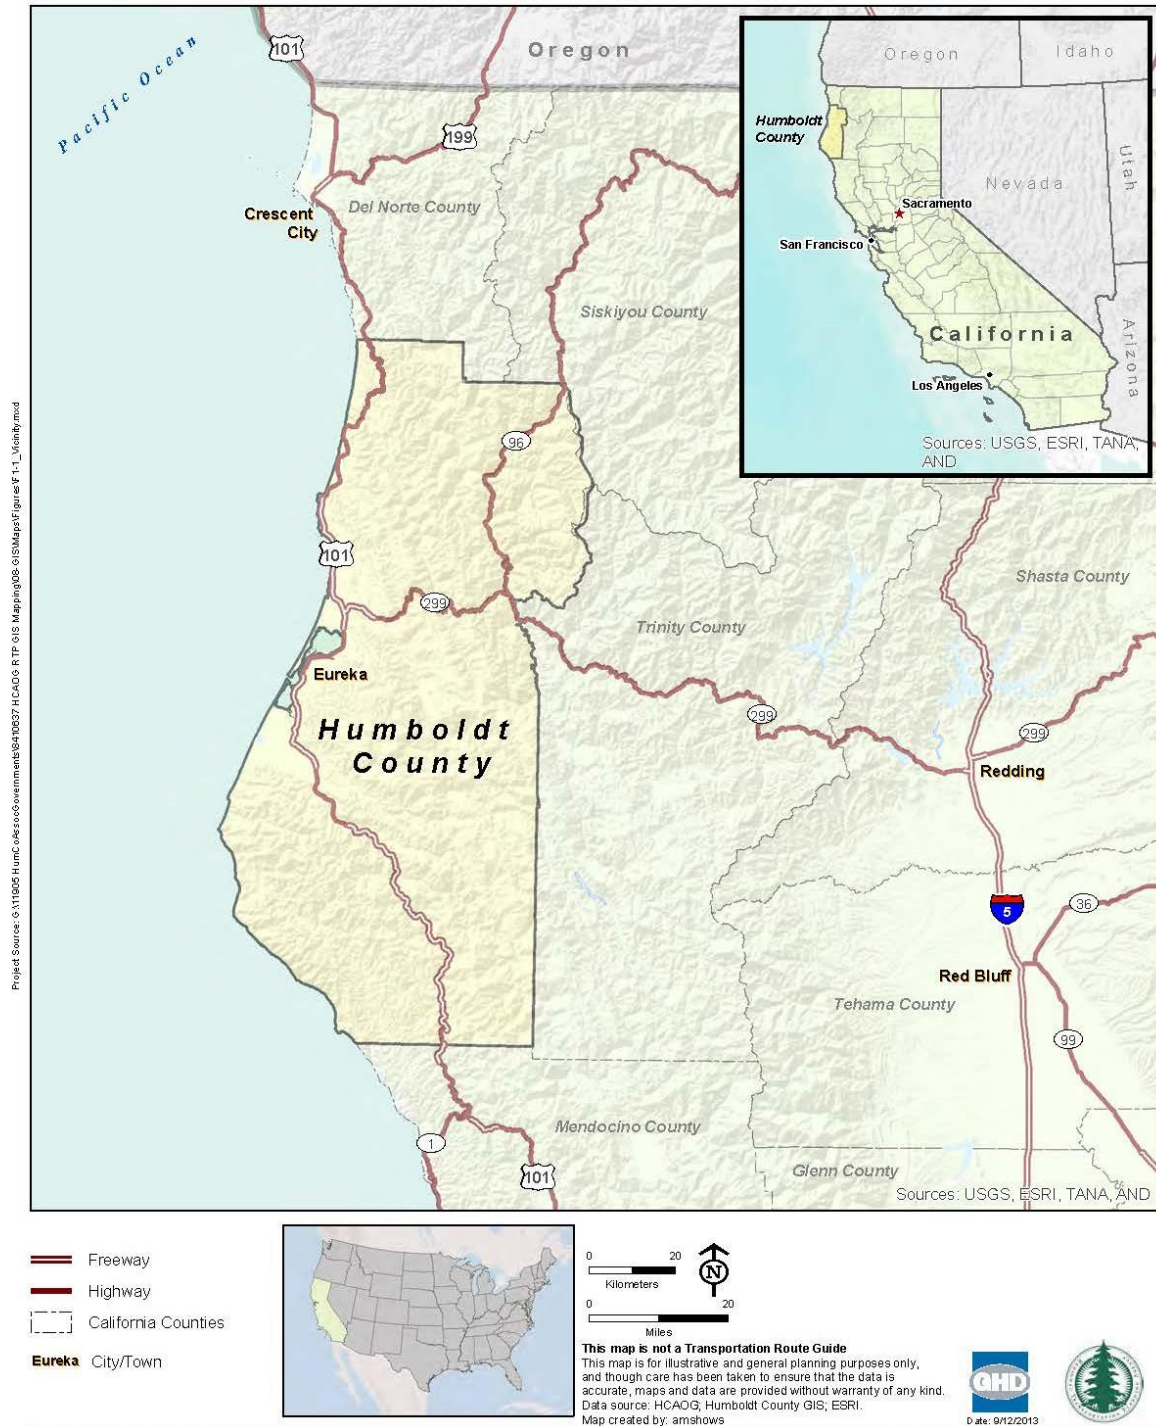 Pacific Ocean
101
Oregon
199
Crescent
City
Del Norte County
Siskiyou County
96
101
299
Eureka
Humboldt
County
Trinity County
Shasta County
299
299
Redding
5
36
Red Bluff
Tehama County
99
Mendocino County
1
101
Glenn County
Sources: USGS, ESRI, TANA, AND
Oregon
Idaho
Humboldt
County
Nevada
Utah
Sacramento
San Francisco
California
Arizona
Los Angeles
Sources: USGS, ESRI, TANA,
AND
Freeway
Highway
California Counties
Eureka City/Town
0 20
Kilometers
N
0 20
Miles
This map is not a Transportation Route Guide
This map is for illustrative and general planning purposes only,
and though care has been taken to ensure that the data is
accurate, maps and data are provided without warranty of any kind.
Data source: HCAOG; Humboldt County GIS; ESRI.
Map created by: amshows
GHD
Date: 9/12/2013